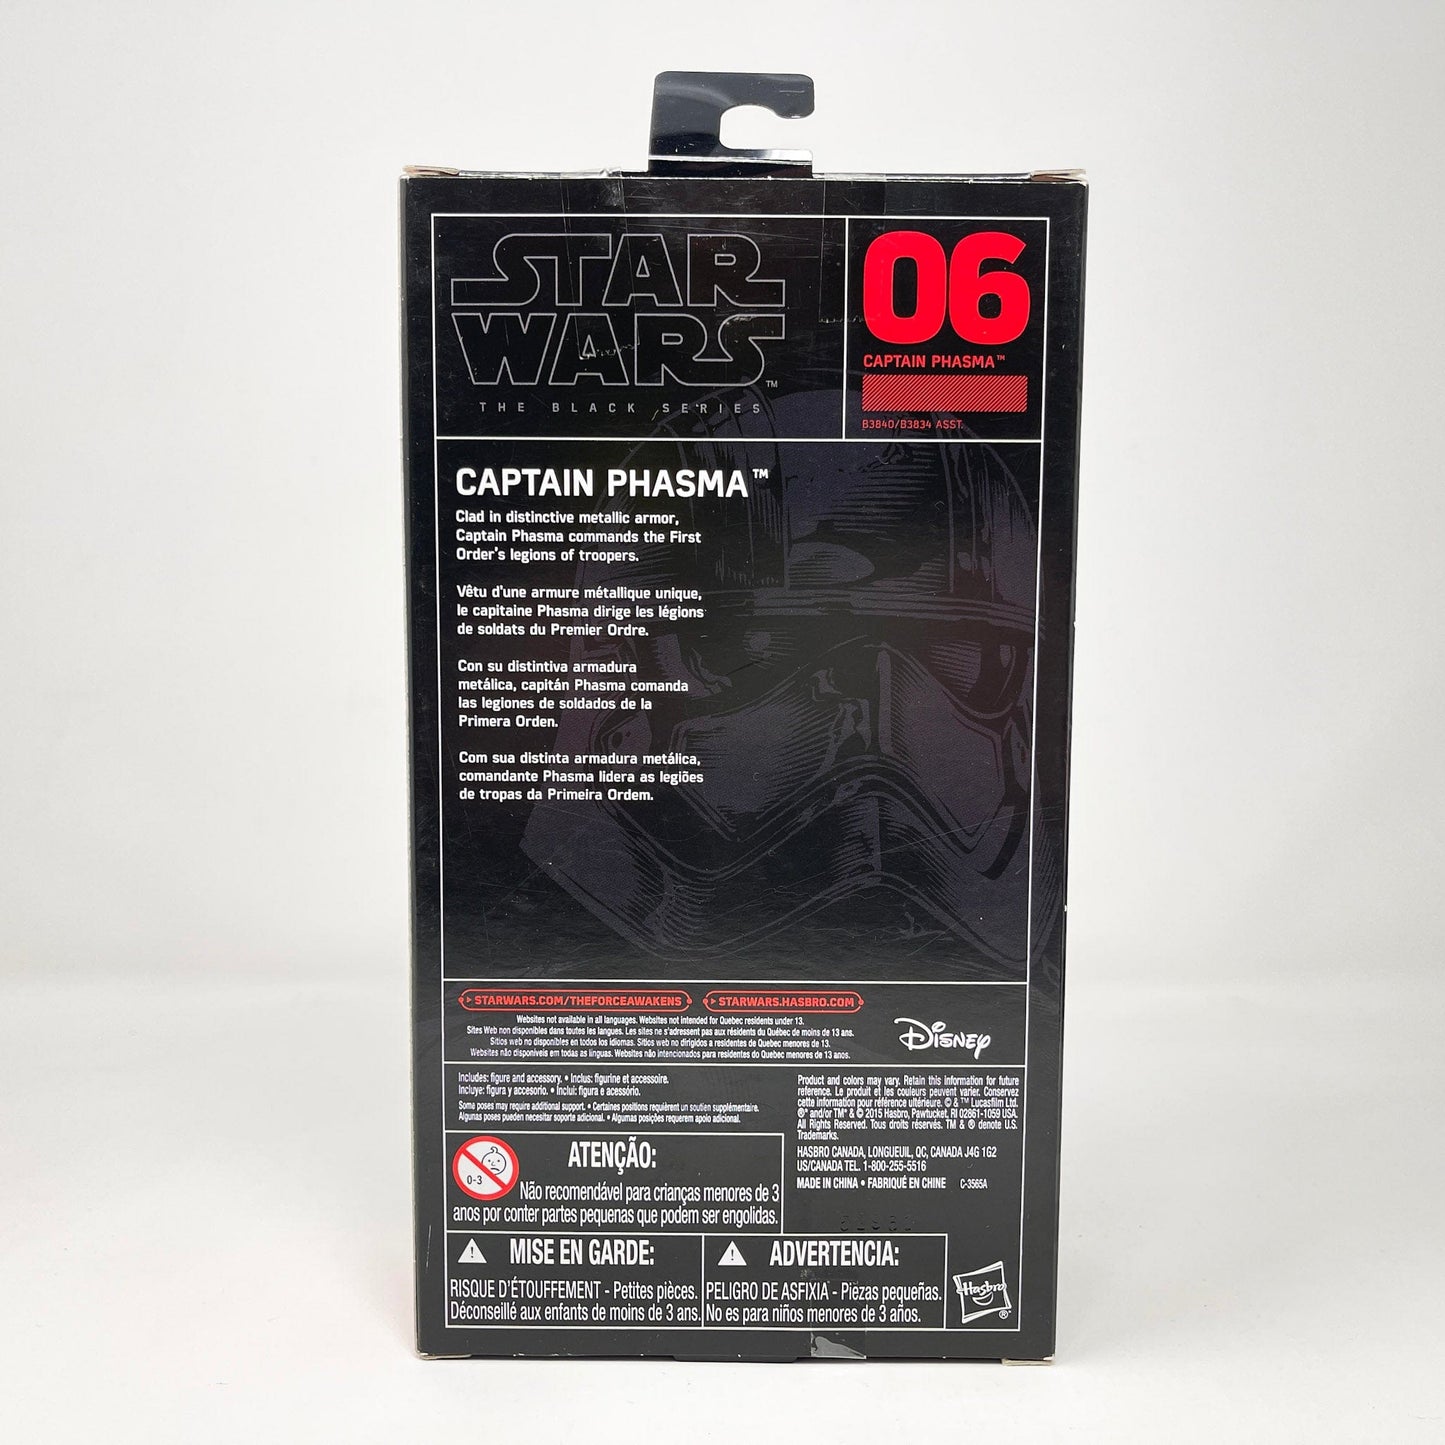 STAR
WARS™
THE BLACK SERIES
06
CAPTAIN PHASMA™
B3840/B3834 ASST.
CAPTAIN PHASMA™
Clad in distinctive metallic armor,
Captain Phasma commands the First
Order's legions of troopers.
Vêtu d'une armure métallique unique,
le capitaine Phasma dirige les légions
de soldats du Premier Ordre.
Con su distintiva armadura
metálica, capitán Phasma comanda
las legiones de soldados de la
Primera Orden.
Com sua distinta armadura metálica,
comandante Phasma lidera as legiões
de tropas da Primeira Ordem.
STARWARS.COM/THEFORCEAWAKENS
STARWARS.HASBRO.COM
Websites not available in all languages. Websites not intended for Quebec residents under 13.
Sites Web non disponibles dans toutes les langues. Les sites ne s'adressent pas aux résidents du Québec de moins de 13 ans.
Sitios web no disponibles en todos los idiomas. Sitios web no dirigidos a residentes de Quebec menores de 13.
Websites não disponíveis em todas as línguas. Websites não intencionados para residentes do Quebec menores de 13 anos.
Disney
Includes: figure and accessory. • Inclus: figurine et accessoire.
Incluye: figura y accesorio. • Inclui: figura e acessório.
Some poses may require additional support. • Certaines positions requièrent un soutien supplémentaire.
Algunas poses pueden necesitar soporte adicional. • Algumas posições requerem apoio adicional.
Product and colors may vary. Retain this information for future
reference. Le produit et les couleurs peuvent varier. Conservez
cette information pour référence ultérieure. © & ™ Lucasfilm Ltd.
®* and/or TM* & © 2015 Hasbro, Pawtucket, RI 02861-1059 USA.
All Rights Reserved. Tous droits réservés. TM & ® denote U.S.
Trademarks.
HASBRO CANADA, LONGUEUIL, QC, CANADA J4G 1G2
US/CANADA TEL. 1-800-255-5516
MADE IN CHINA • FABRIQUÉ EN CHINE C-3565A
0-3
ATENÇÃO:
Não recomendável para crianças menores de 3
anos por conter partes pequenas que podem ser engolidas.
MISE EN GARDE:
RISQUE D'ÉTOUFFEMENT - Petites pièces.
Déconseillé aux enfants de moins de 3 ans.
ADVERTENCIA:
PELIGRO DE ASFIXIA - Piezas pequeñas.
No es para niños menores de 3 años.
Hasbro®